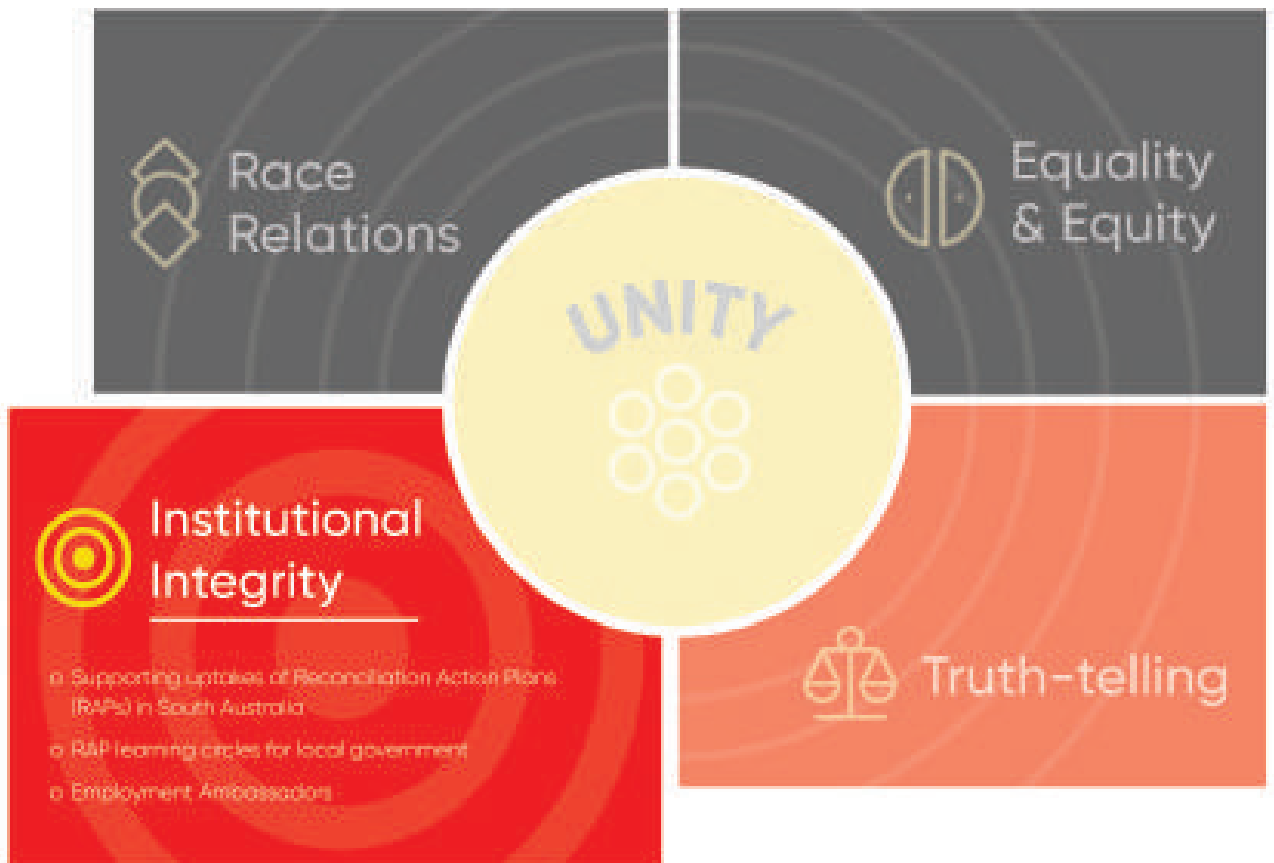 Race
Relations
Equality
& Equity
UNITY
Institutional
Integrity
o Supporting uptakes of Reconciliation Action Plans
(RAPs) in South Australia
o RAP learning circles for local government
o Employment Ambassadors
Truth-telling